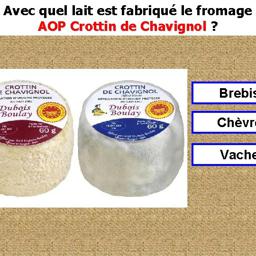 Avec quel lait est fabriqué le fromage
AOP Crottin de Chavignol ?
CROTTIN
DE CHAVIGNOL
Dubois
Boulay
60 g
CROTTIN
DE CHAVIGNOL
Dubois
Boulay
60 g
Brebis
Chèvre
Vache